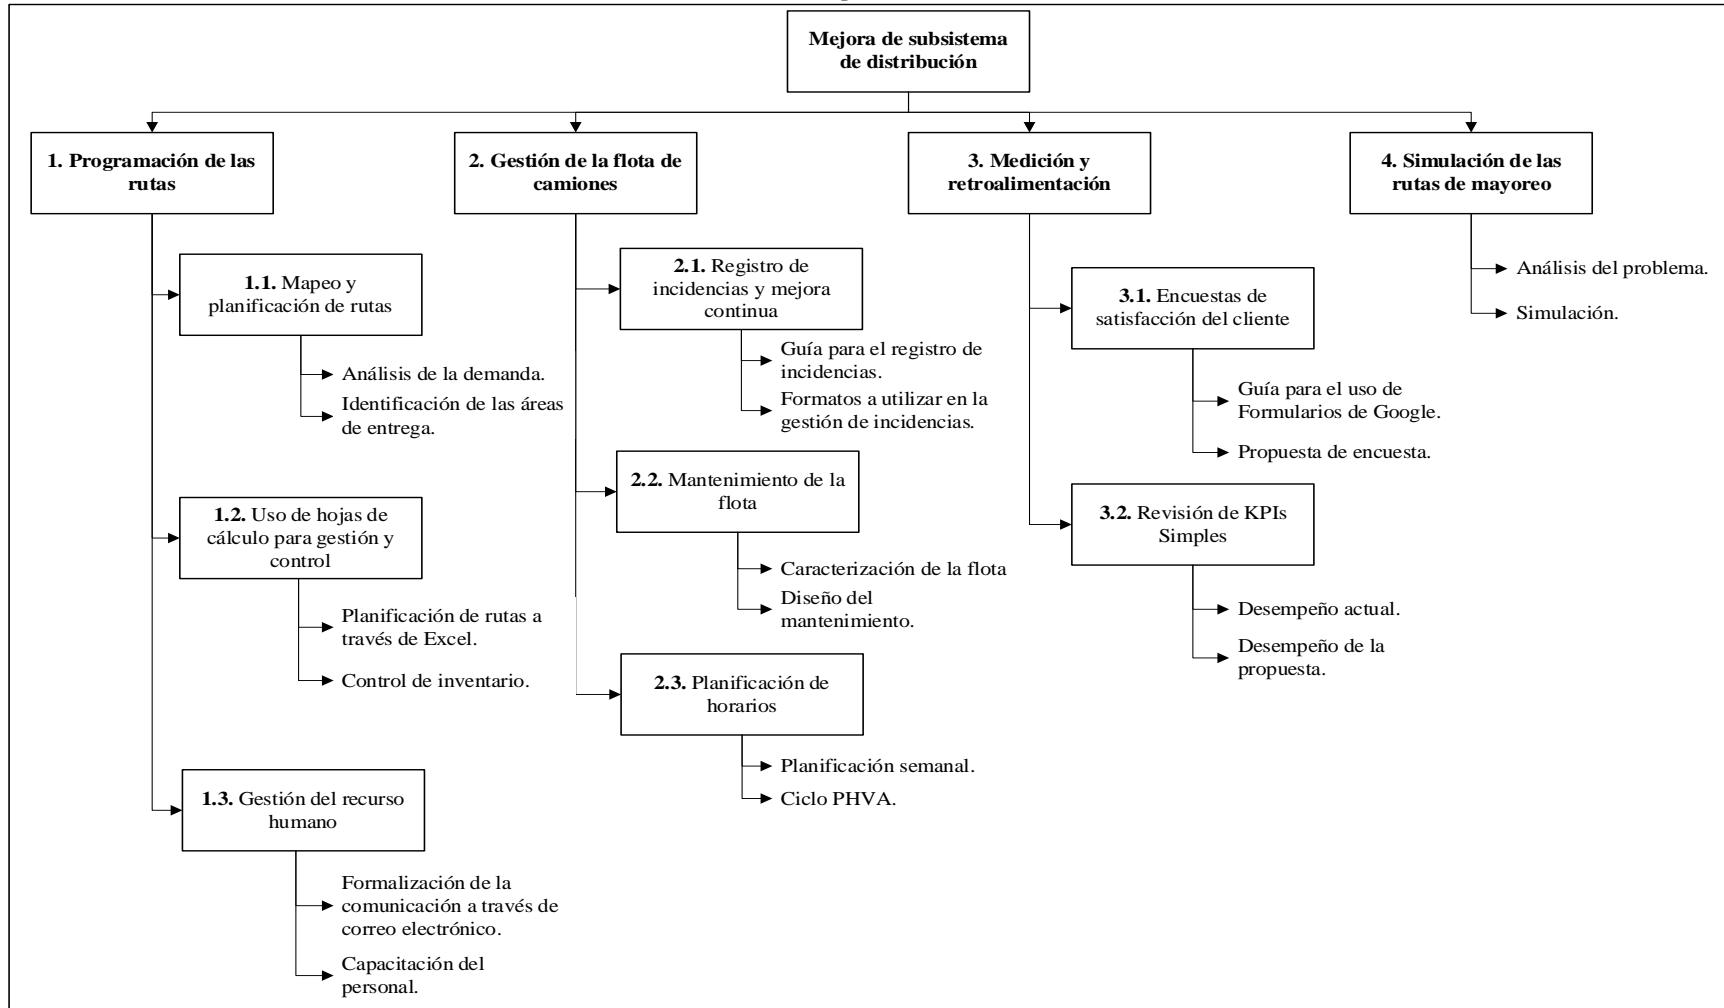 Mejora de subsistema
de distribución
1. Programación de las
rutas
1.1. Mapeo y
planificación de rutas
Análisis de la demanda.
Identificación de las áreas
de entrega.
1.2. Uso de hojas de
cálculo para gestión y
control
Planificación de rutas a
través de Excel.
Control de inventario.
1.3. Gestión del recurso
humano
Formalización de la
comunicación a través de
correo electrónico.
Capacitación del
personal.
2. Gestión de la flota de
camiones
2.1. Registro de
incidencias y mejora
continua
Guía para el registro de
incidencias.
Formatos a utilizar en la
gestión de incidencias.
2.2. Mantenimiento de la
flota
Caracterización de la flota
Diseño del
mantenimiento.
2.3. Planificación de
horarios
Planificación semanal.
Ciclo PHVA.
3. Medición y
retroalimentación
3.1. Encuestas de
satisfacción del cliente
Guía para el uso de
Formularios de Google.
Propuesta de encuesta.
3.2. Revisión de KPIs
Simples
Desempeño actual.
Desempeño de la
propuesta.
4. Simulación de las
rutas de mayoreo
Análisis del problema.
Simulación.